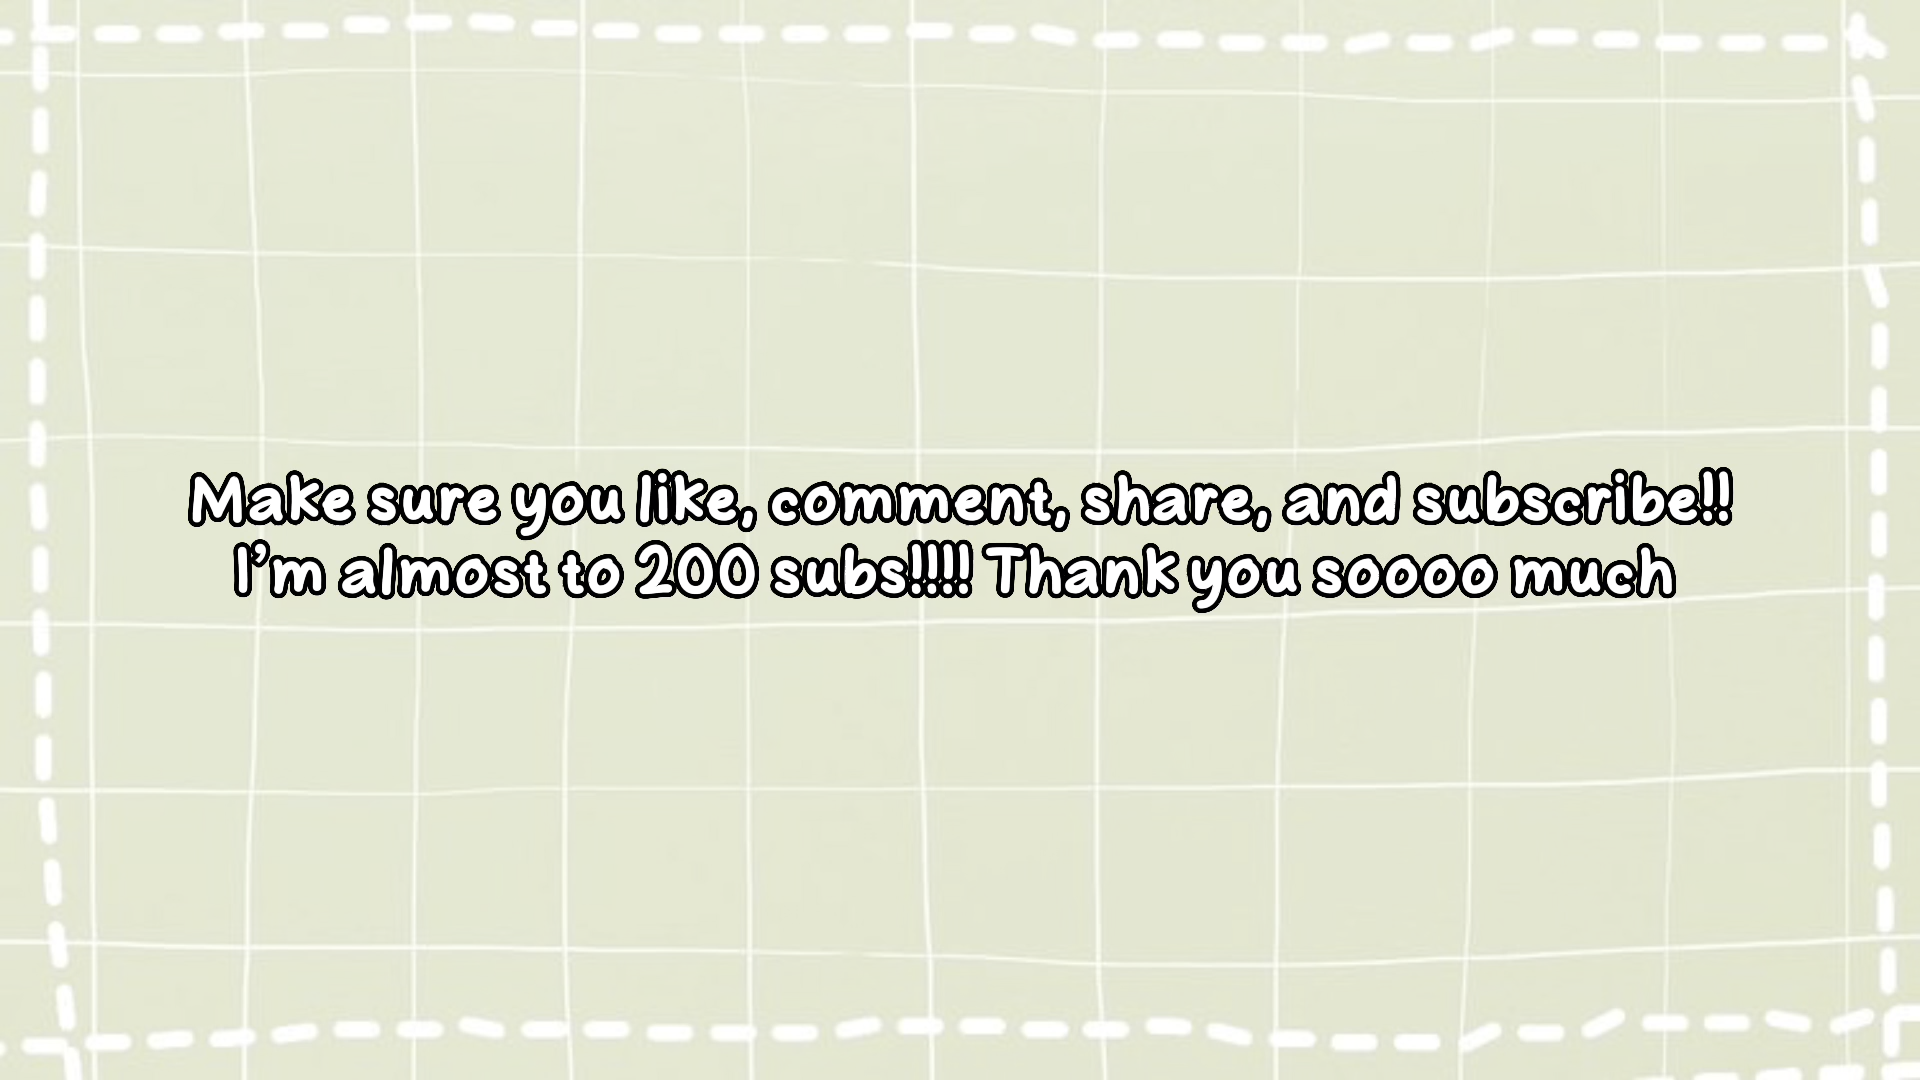 Make sure you like, comment, share, and subscribe!!
I'm almost to 200 subs!!!! Thank you soooo much